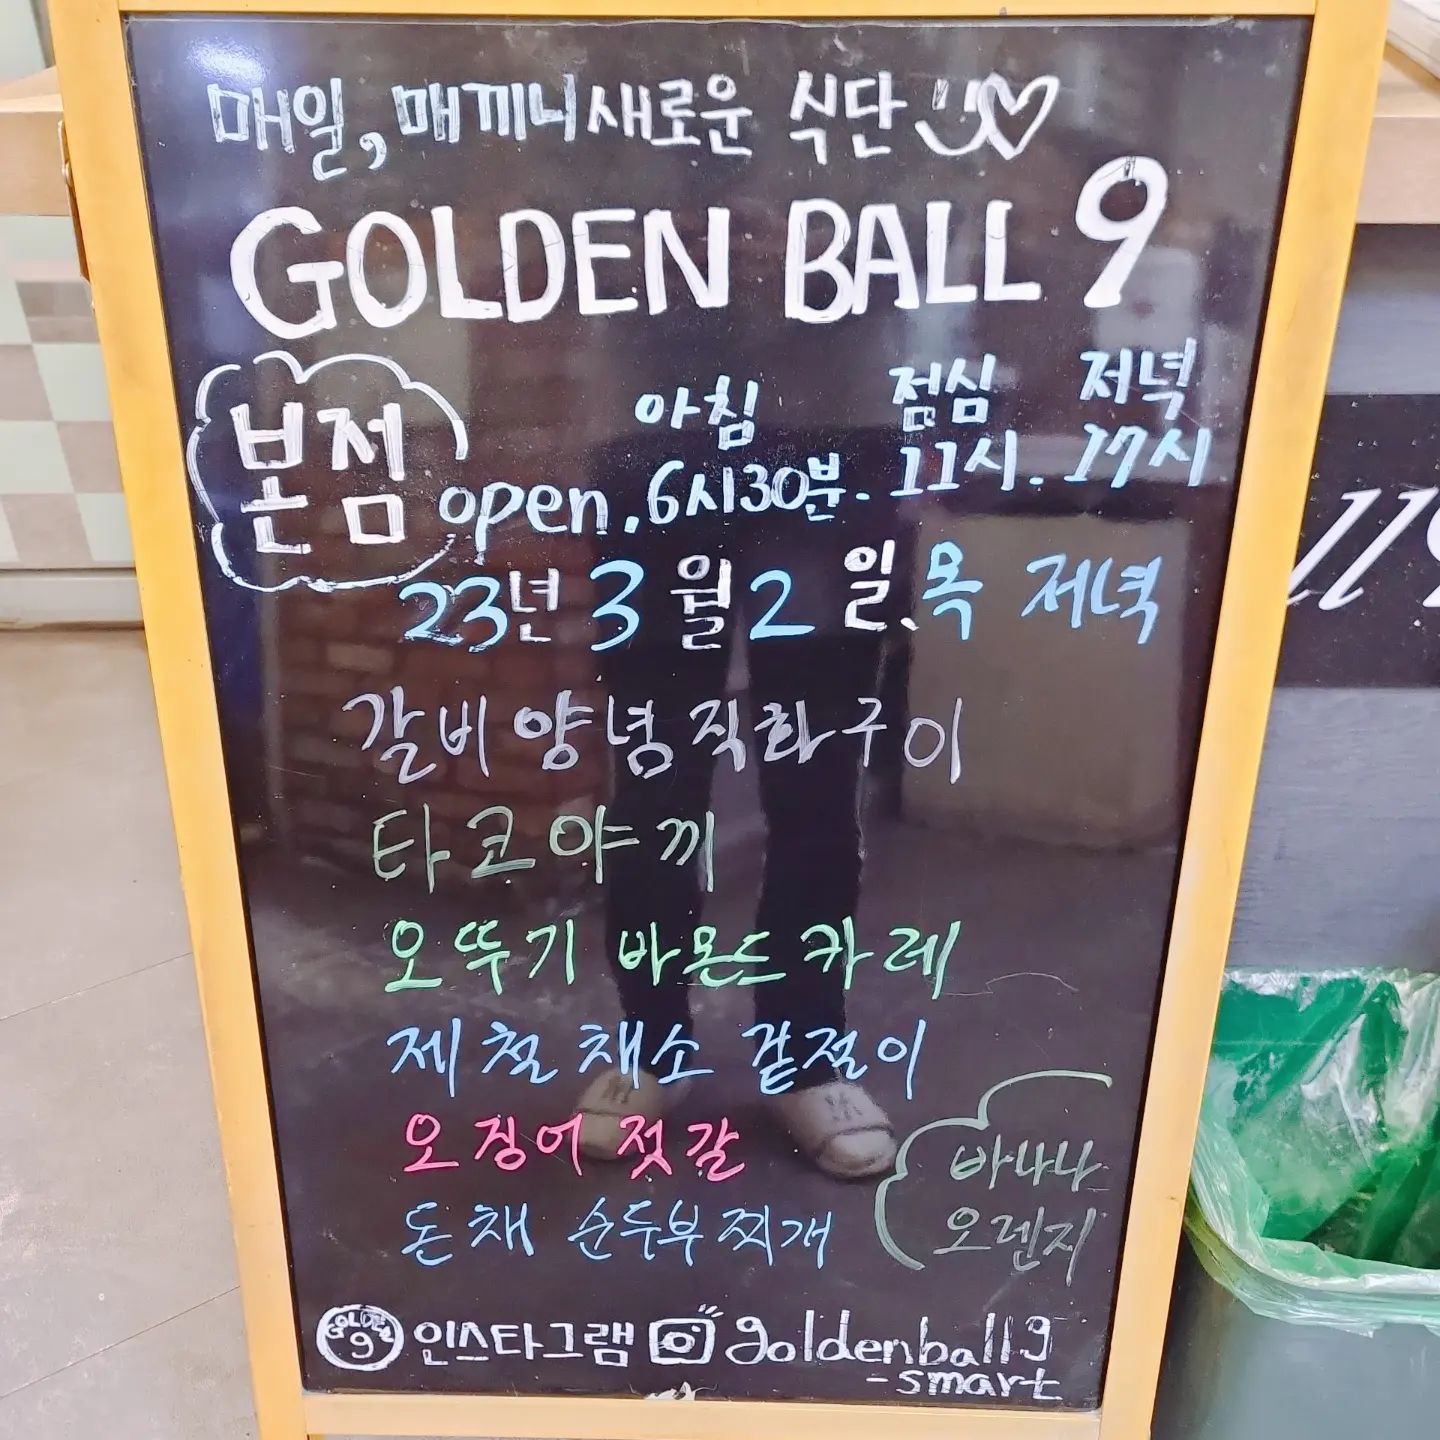 매일, 매끼니 새로운 식단
GOLDEN BALL 9
본점
아침 점심 저녁
open. 6시30분. 11시. 17시
23년 3월 2일. 목 저녁
갈비양념직화구이
타코야끼
오뚜기 바몬드카레
제철채소 겉절이
오징어 젓갈
돈채 순두부찌개
바나나
오렌지
GOLDEN 9 인스타그램 goldenball9
-smart
ll9